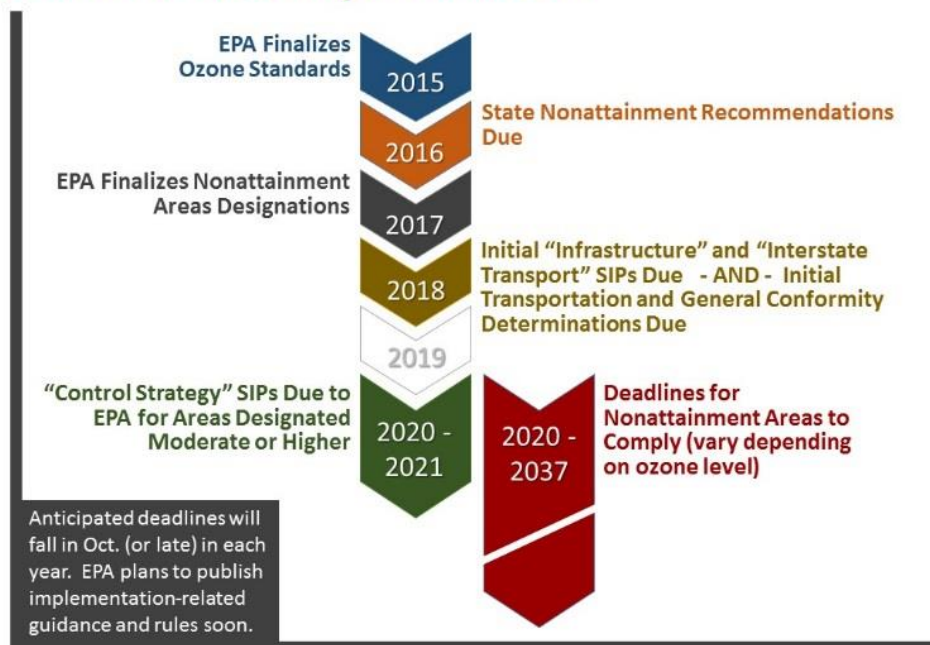 EPA Finalizes
Ozone Standards
2015
State Nonattainment Recommendations
Due
2016
EPA Finalizes Nonattainment
Areas Designations
2017
Initial “Infrastructure” and “Interstate
Transport” SIPs Due - AND - Initial
Transportation and General Conformity
Determinations Due
2018
2019
“Control Strategy” SIPs Due to
EPA for Areas Designated
Moderate or Higher
2020 -
2021
2020 -
2037
Deadlines for
Nonattainment Areas to
Comply (vary depending
on ozone level)
Anticipated deadlines will
fall in Oct. (or late) in each
year. EPA plans to publish
implementation-related
guidance and rules soon.